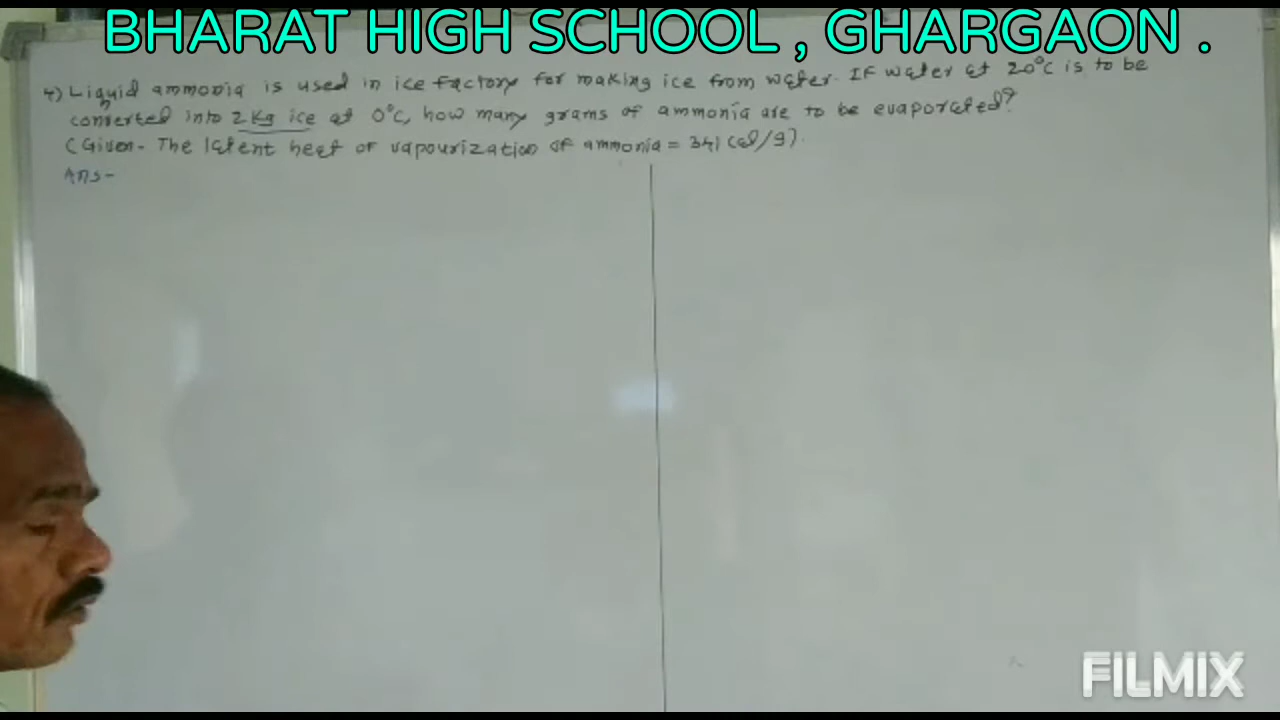 BHARAT HIGH SCHOOL , GHARGAON .
4) Liquid ammonia is used in ice factory for making ice from water. If water at 20°C is to be
converted into 2 Kg ice at 0°C, how many grams of ammonia are to be evaporated?
(Given- The latent heat of vapourization of ammonia = 341 Cal/g).
Ans-
FILMIX